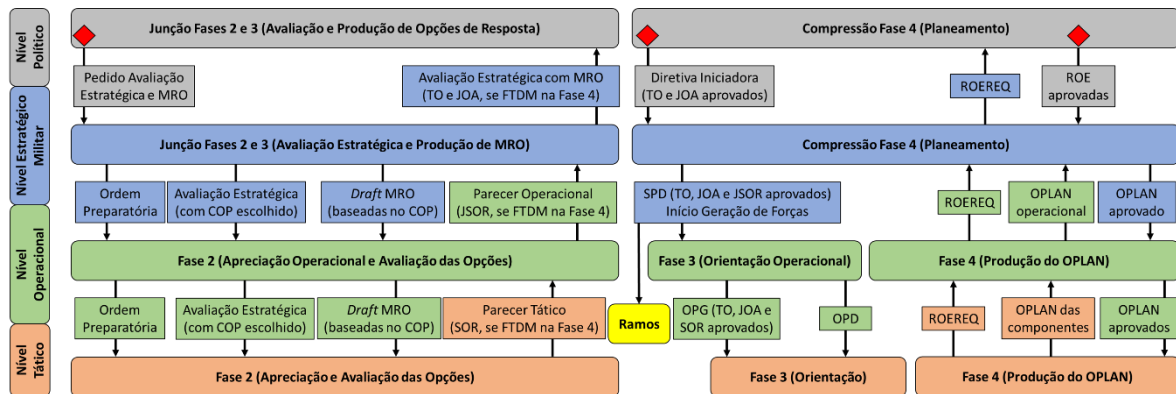 Nível
Político
Junção Fases 2 e 3 (Avaliação e Produção de Opções de Resposta)
Compressão Fase 4 (Planeamento)
Pedido Avaliação
Estratégica e MRO
Avaliação Estratégica com MRO
(TO e JOA, se FTDM na Fase 4)
Diretiva Iniciadora
(TO e JOA aprovados)
ROEREQ
ROE
aprovadas
Nível Estratégico
Militar
Junção Fases 2 e 3 (Avaliação Estratégica e Produção de MRO)
Compressão Fase 4 (Planeamento)
Ordem
Preparatória
Avaliação Estratégica
(com COP escolhido)
Draft MRO
(baseadas no COP)
Parecer Operacional
(JSOR, se FTDM na Fase 4)
SPD (TO, JOA e JSOR aprovados)
Início Geração de Forças
ROEREQ
OPLAN
operacional
OPLAN
aprovado
Nível
Operacional
Fase 2 (Apreciação Operacional e Avaliação das Opções)
Fase 3 (Orientação Operacional)
Fase 4 (Produção do OPLAN)
Ordem
Preparatória
Avaliação Estratégica
(com COP escolhido)
Draft MRO
(baseadas no COP)
Parecer Tático
(SOR, se FTDM na Fase 4)
Ramos
OPG (TO, JOA e
SOR aprovados)
OPD
ROEREQ
OPLAN das
componentes
OPLAN
aprovados
Nível
Tático
Fase 2 (Apreciação e Avaliação das Opções)
Fase 3 (Orientação)
Fase 4 (Produção do OPLAN)